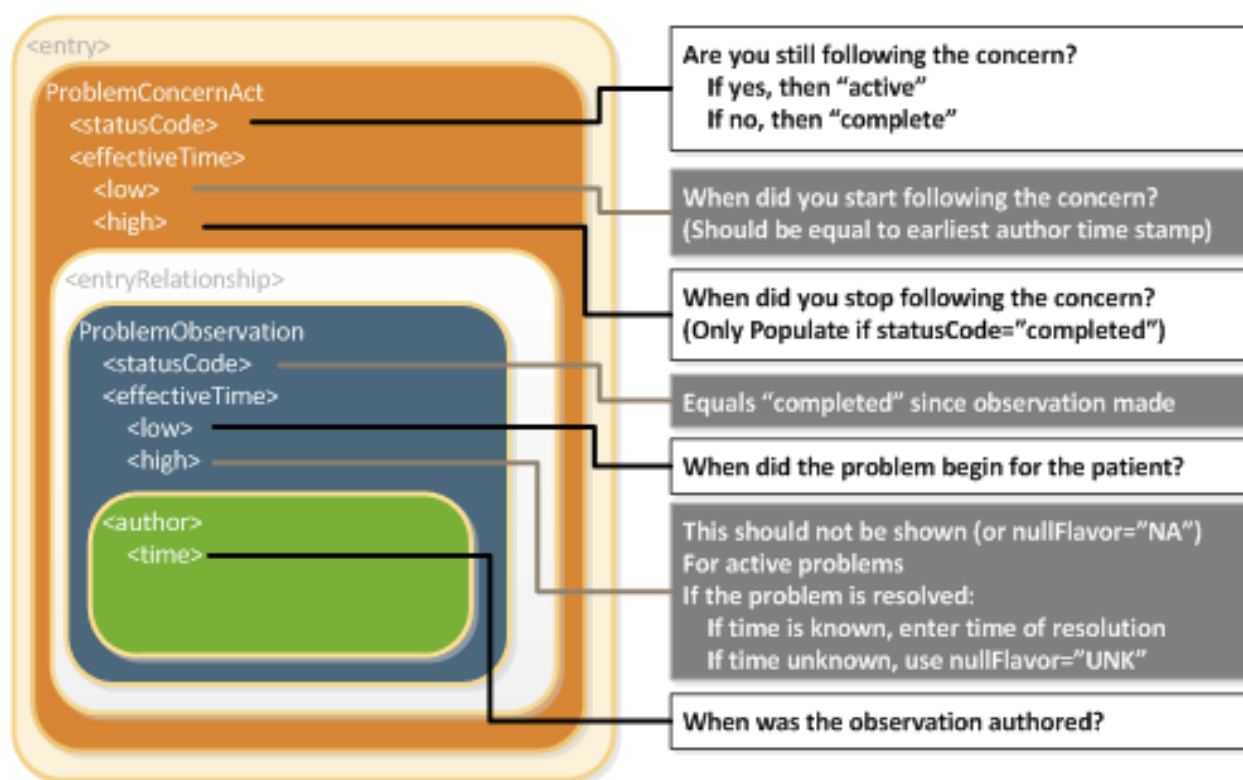 <entry>
ProblemConcernAct
<statusCode>
<effectiveTime>
<low>
<high>
<entryRelationship>
ProblemObservation
<statusCode>
<effectiveTime>
<low>
<high>
<author>
<time>
Are you still following the concern?
If yes, then “active”
If no, then “complete”
When did you start following the concern?
(Should be equal to earliest author time stamp)
When did you stop following the concern?
(Only Populate if statusCode=”completed”)
Equals “completed” since observation made
When did the problem begin for the patient?
This should not be shown (or nullFlavor=”NA”)
For active problems
If the problem is resolved:
If time is known, enter time of resolution
If time unknown, use nullFlavor=”UNK”
When was the observation authored?